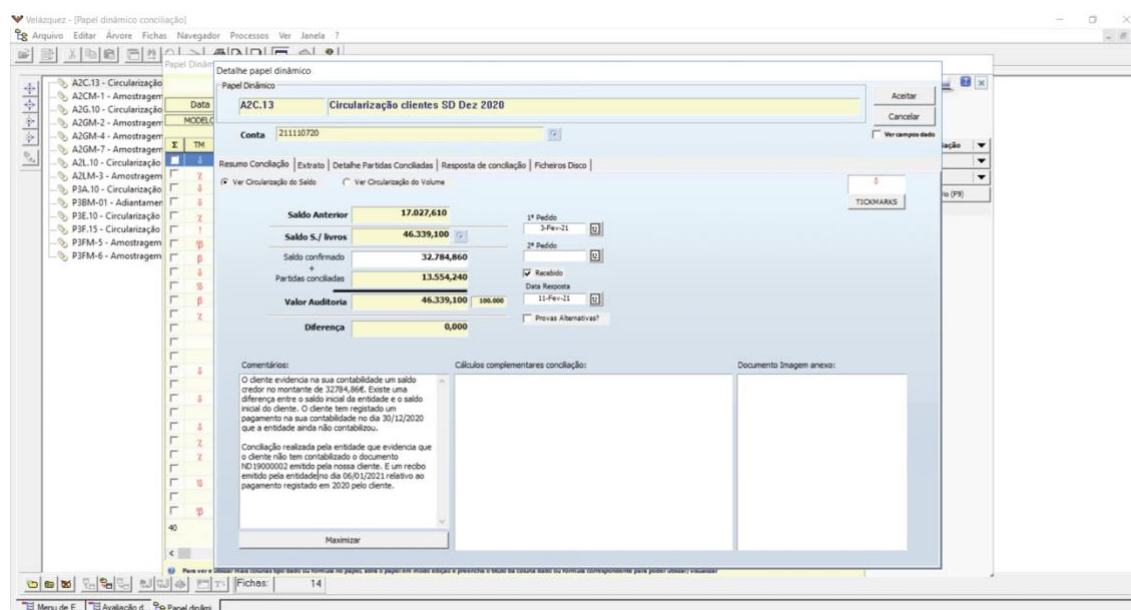 Velázquez - [Papel dinámico conciliação]
Arquivo Editar Árvore Fichas Navegador Processos Ver Janela ?
Papel Dinâm
Detalhe papel dinâmico
Papel Dinâmico
A2C.13 Circularização clientes SD Dez 2020
Aceitar
Cancelar
Ver campos dado
Conta 211110720
A2C.13 - Circularização
A2CM-1 - Amostragem
A2G.10 - Circularização
A2GM-2 - Amostragem
A2GM-4 - Amostragem
A2GM-7 - Amostragem
A2L.10 - Circularização
A2LM-3 - Amostragem
P3A.10 - Circularização
P3BM-01 - Adiantamen
P3E.10 - Circularização
P3F.15 - Circularização
P3FM-5 - Amostragem
P3FM-6 - Amostragem
Data
MODELO
Σ TM
40
iação
io (F9)
Resumo Conciliação Extrato Detalhe Partidas Conciliadas Resposta de conciliação Ficheiros Disco
Ver Circularização do Saldo Ver Circularização do Volume
TICKMARKS
Saldo Anterior 17.027,610
Saldo S./ livros 46.339,100
Saldo confirmado 32.784,860
+
Partidas conciliadas 13.554,240
Valor Auditoria 46.339,100 100.000
Diferença 0,000
1º Pedido
3-Fev-21
2º Pedido
Recebido
Data Resposta
11-Fev-21
Provas Alternativas?
Comentários:
O cliente evidencia na sua contabilidade um saldo
credor no montante de 32784,86€. Existe uma
diferença entre o saldo inicial da entidade e o saldo
inicial do cliente. O cliente tem registado um
pagamento na sua contabilidade no dia 30/12/2020
que a entidade ainda não contabilizou.
Conciliação realizada pela entidade que evidencia que
o cliente não tem contabilizado o documento
ND19000002 emitido pela nossa cliente. E um recibo
emitido pela entidade no dia 06/01/2021 relativo ao
pagamento registado em 2020 pelo cliente.
Maximizar
Cálculos complementares conciliação:
Documento Imagem anexo:
Fichas: 14
Menu de E... Avaliação d... Papel dinâmi...